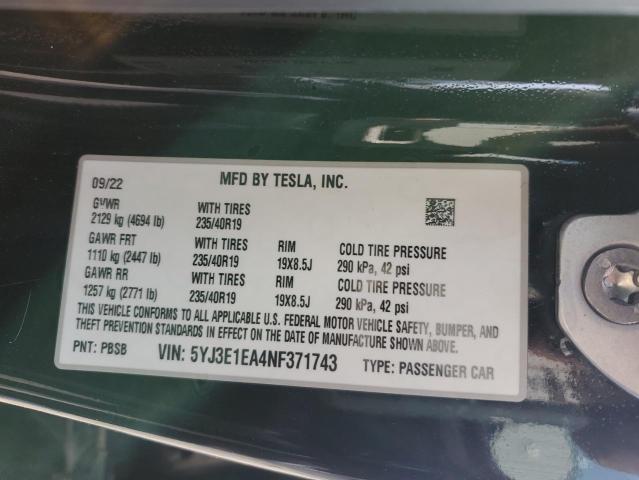 09/22 MFD BY TESLA, INC.
GVWR WITH TIRES
2129 kg (4694 lb) 235/40R19
GAWR FRT WITH TIRES RIM COLD TIRE PRESSURE
1110 kg (2447 lb) 235/40R19 19X8.5J 290 kPa, 42 psi
GAWR RR WITH TIRES RIM COLD TIRE PRESSURE
1257 kg (2771 lb) 235/40R19 19X8.5J 290 kPa, 42 psi
THIS VEHICLE CONFORMS TO ALL APPLICABLE U.S. FEDERAL MOTOR VEHICLE SAFETY, BUMPER, AND
THEFT PREVENTION STANDARDS IN EFFECT ON THE DATE OF MANUFACTURE SHOWN ABOVE.
PNT: PBSB VIN: 5YJ3E1EA4NF371743 TYPE: PASSENGER CAR